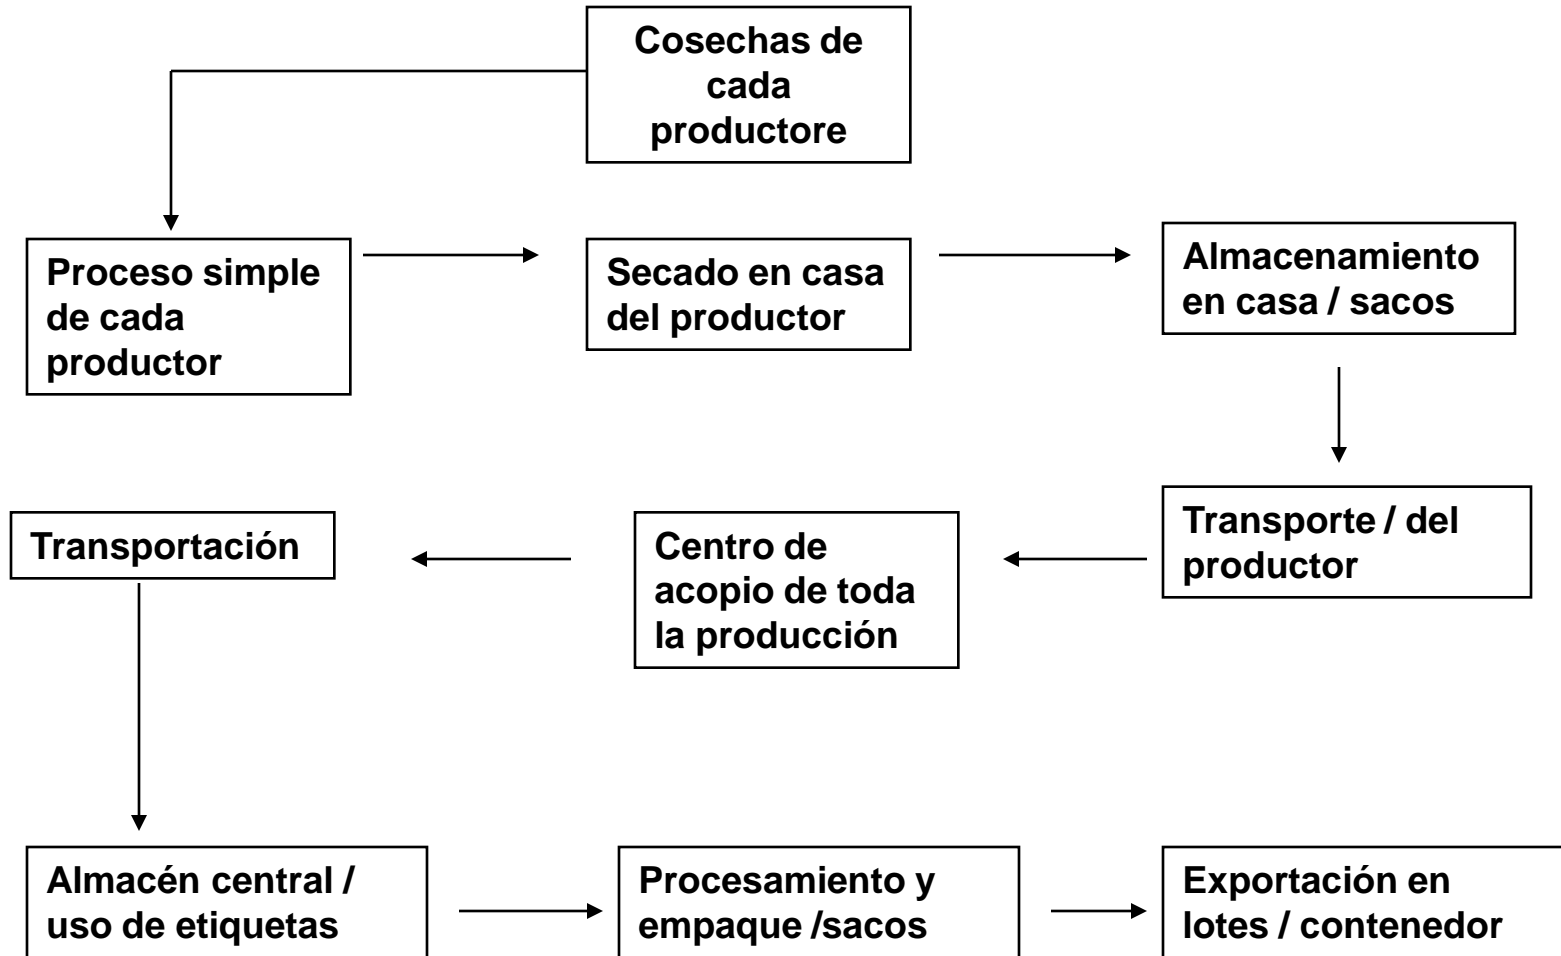 Cosechas de
cada
productore
Proceso simple
de cada
productor
Secado en casa
del productor
Almacenamiento
en casa / sacos
Transporte / del
productor
Centro de
acopio de toda
la producción
Transportación
Almacén central /
uso de etiquetas
Procesamiento y
empaque /sacos
Exportación en
lotes / contenedor